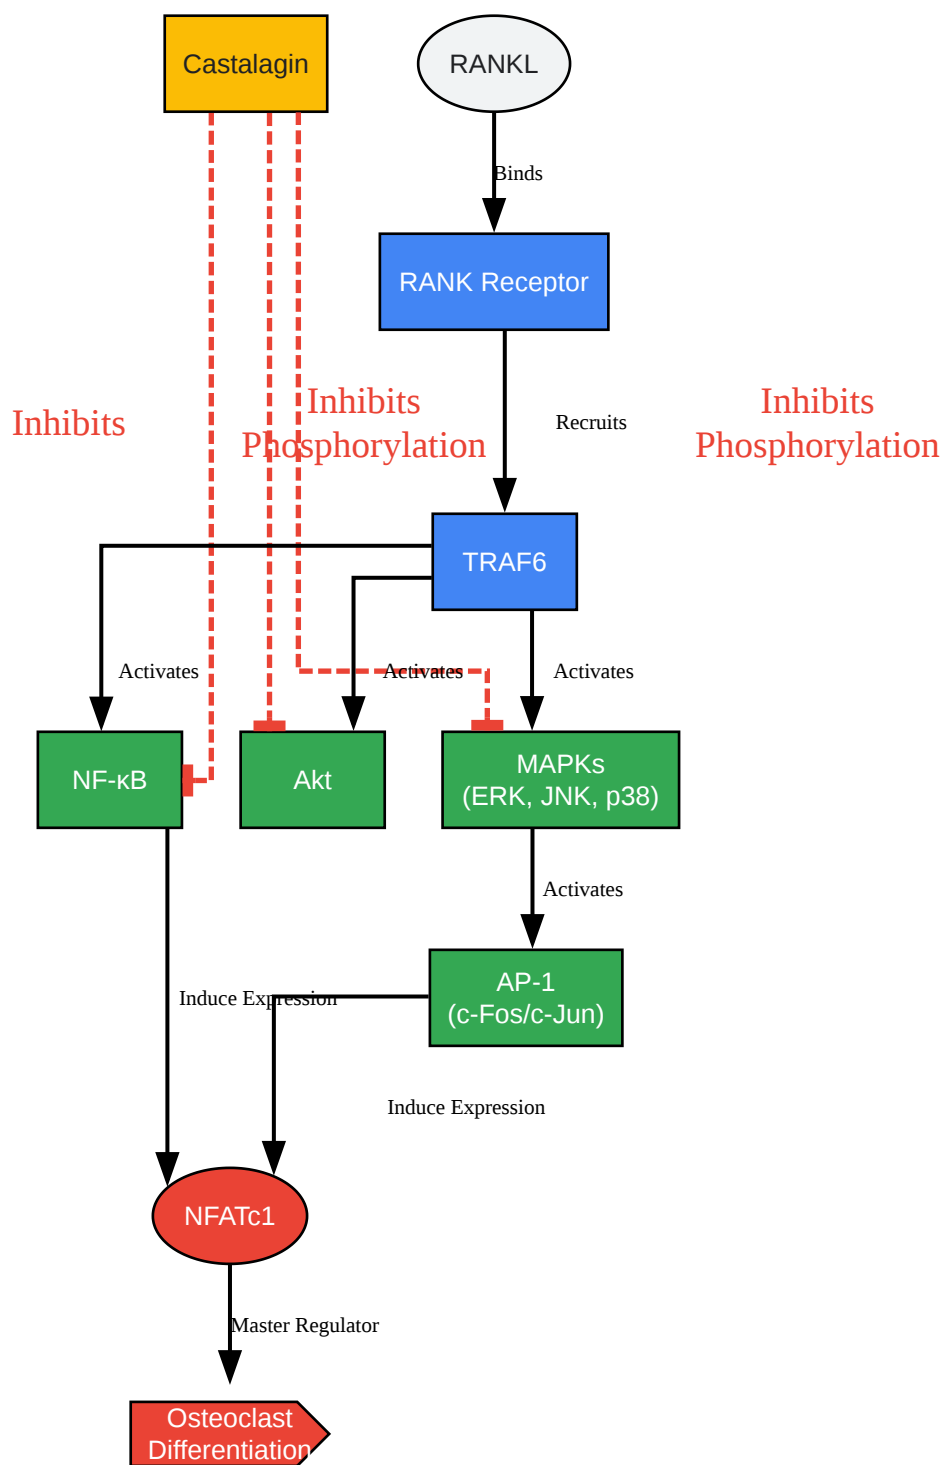 Castalagin
RANKL
Binds
RANK Receptor
Inhibits
Inhibits
Phosphorylation
Recruits
Inhibits
Phosphorylation
TRAF6
Activates
Activates
Activates
NF-κB
Akt
MAPKs
(ERK, JNK, p38)
Activates
AP-1
(c-Fos/c-Jun)
Induce Expression
Induce Expression
NFATc1
Master Regulator
Osteoclast
Differentiation